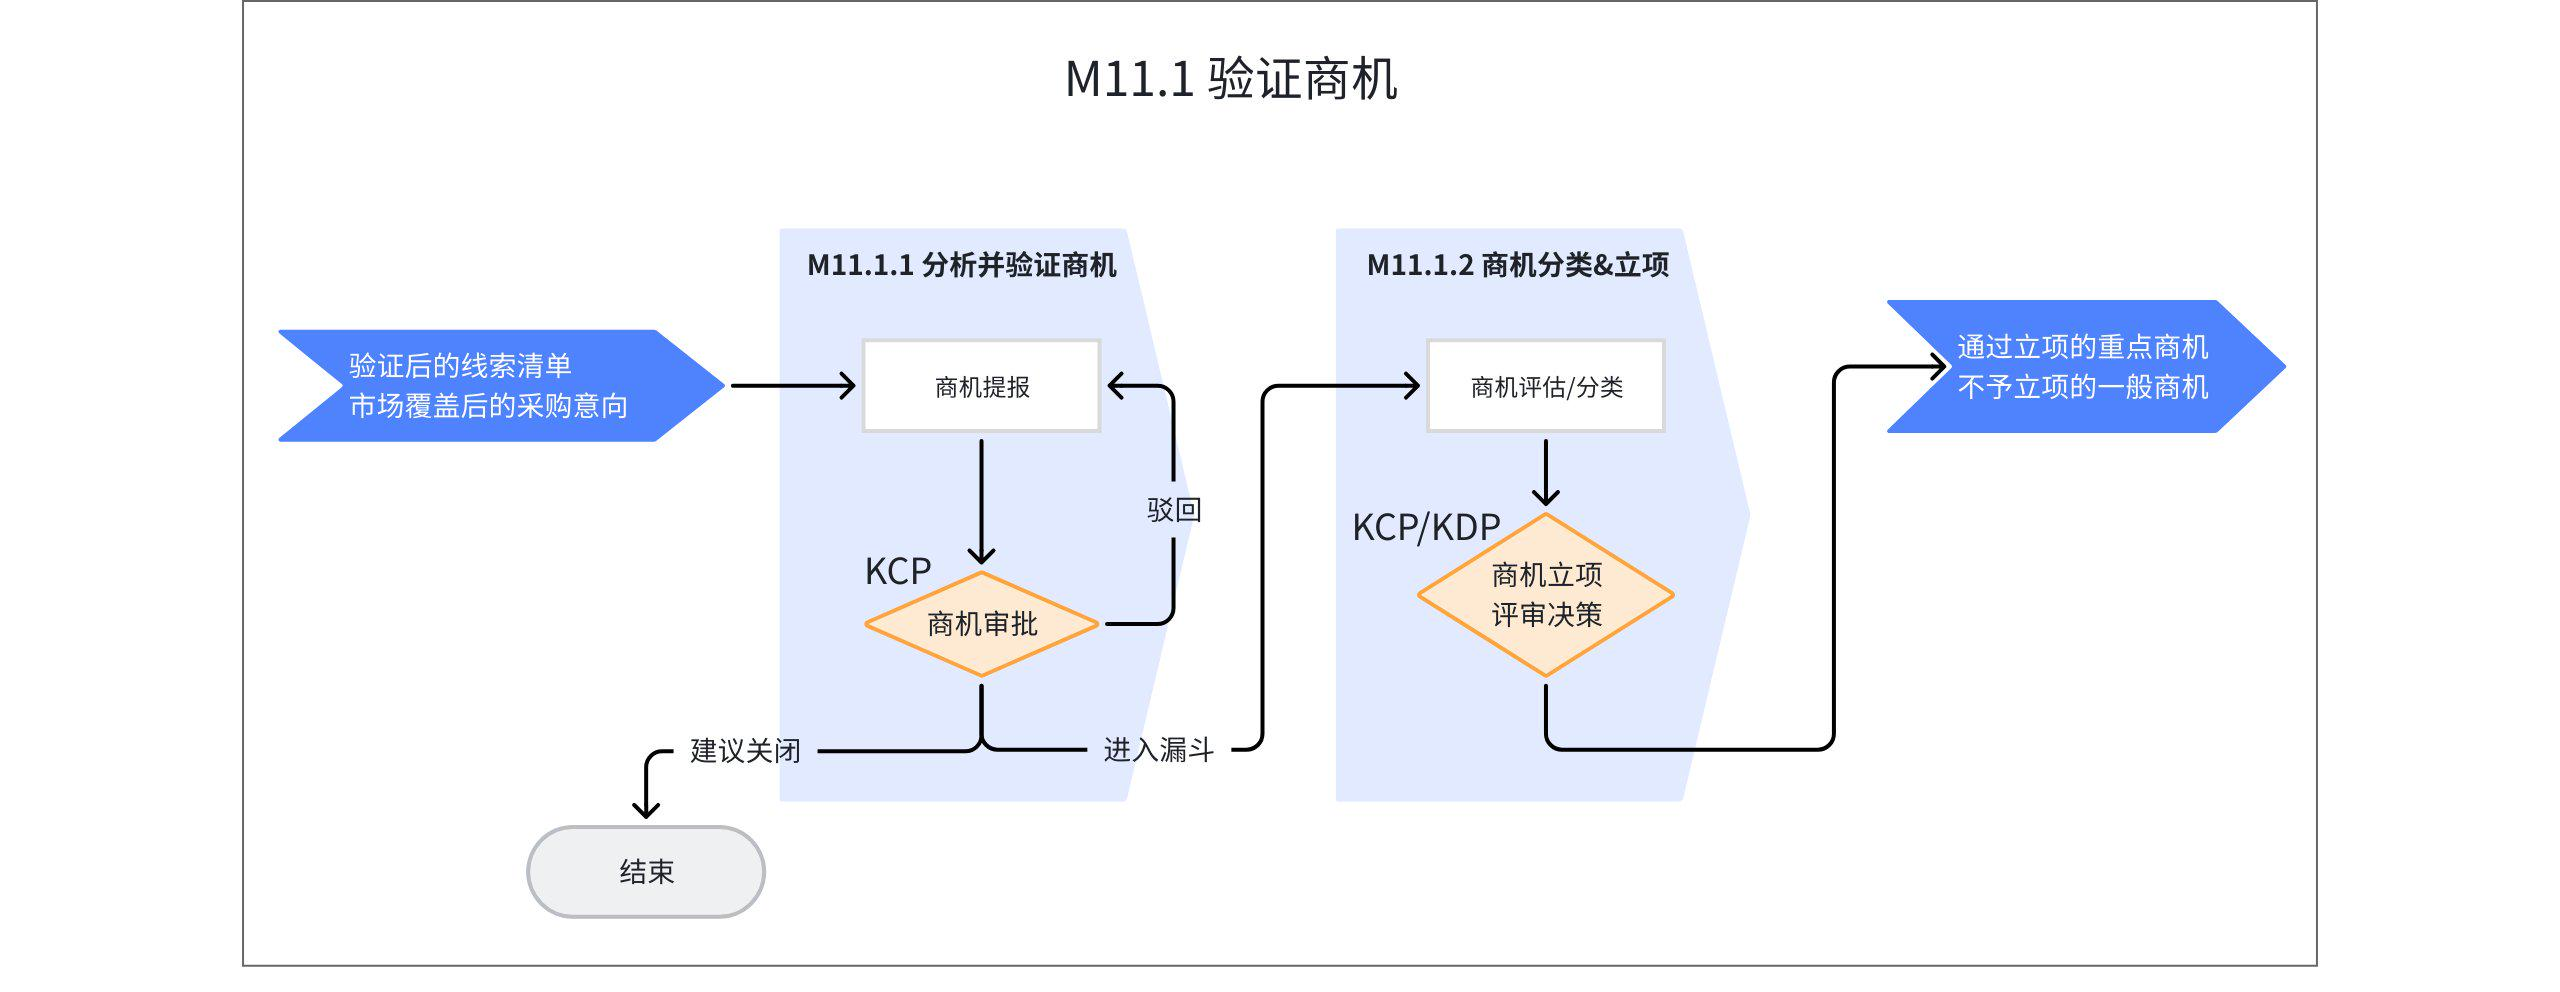 M11.1 验证商机
验证后的线索清单
市场覆盖后的采购意向
M11.1.1 分析并验证商机
商机提报
驳回
KCP
商机审批
建议关闭
进入漏斗
结束
M11.1.2 商机分类&立项
商机评估/分类
KCP/KDP
商机立项
评审决策
通过立项的重点商机
不予立项的一般商机